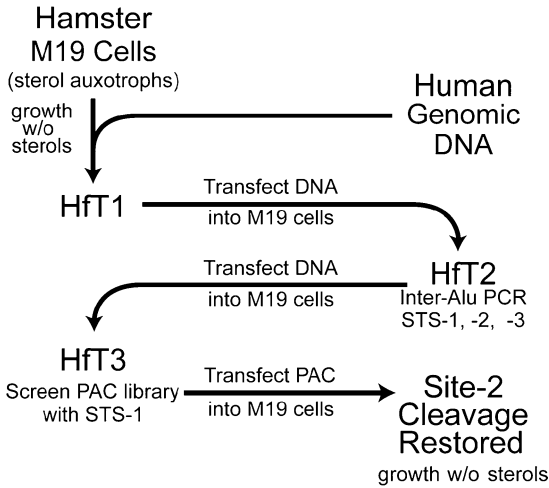 Hamster
M19 Cells
(sterol auxotrophs)
growth
w/o
sterols
Human
Genomic
DNA
HfT1
Transfect DNA
into M19 cells
HfT2
Inter-Alu PCR
STS-1, -2, -3
Transfect DNA
into M19 cells
HfT3
Screen PAC library
with STS-1
Transfect PAC
into M19 cells
Site-2
Cleavage
Restored
growth w/o sterols